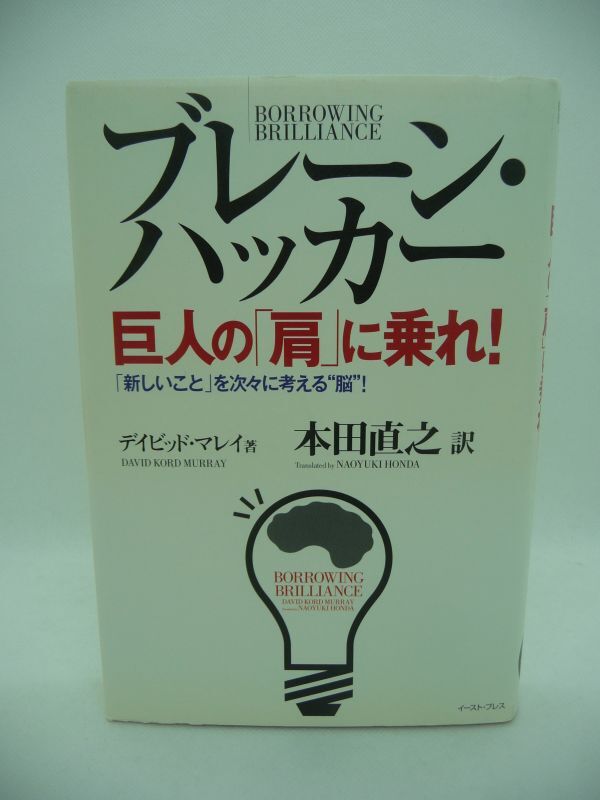 BORROWING
BRILLIANCE
ブレーン・
ハッカー
巨人の「肩」に乗れ!
「新しいこと」を次々に考える“脳”!
デイビッド・マレイ著
DAVID KORD MURRAY
本田直之 訳
Translated by NAOYUKI HONDA
BORROWING
BRILLIANCE
DAVID KORD MURRAY
Translated by NAOYUKI HONDA
イースト・プレス